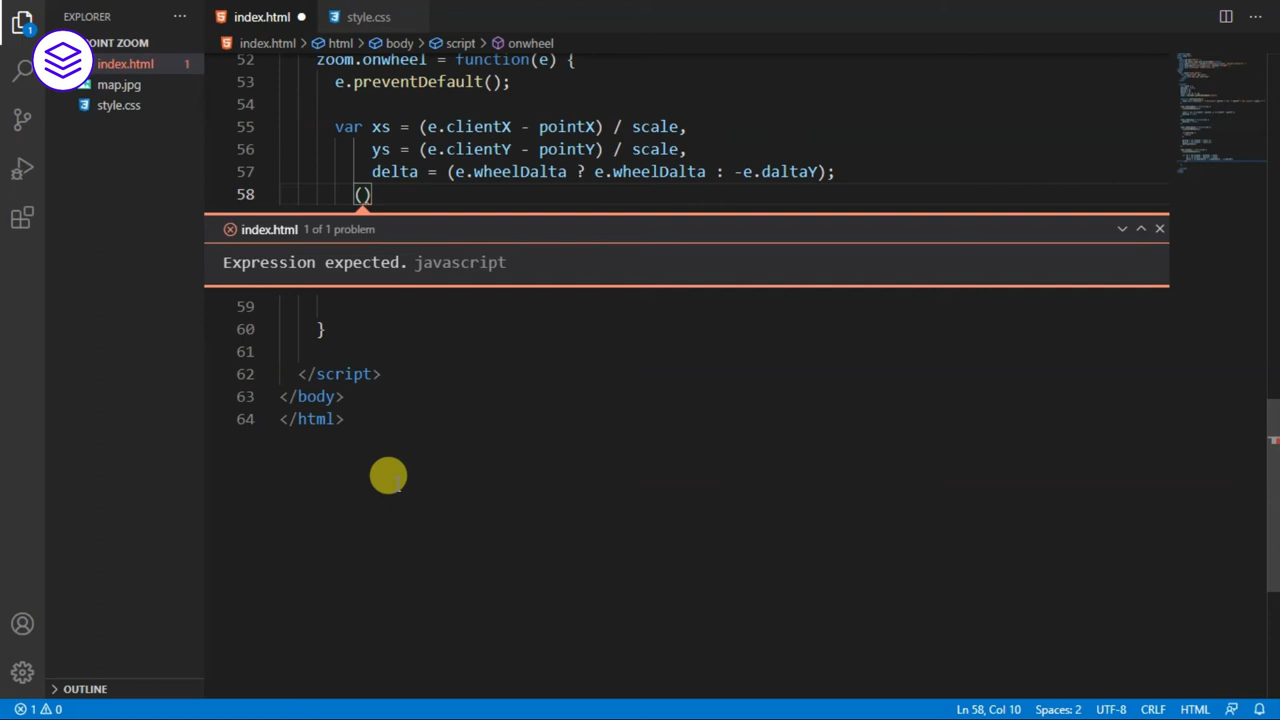 EXPLORER
index.html
style.css
POINT ZOOM
index.html > html > body > script > onwheel
index.html 1
map.jpg
style.css
52 zoom.onwheel = function(e) {
53 e.preventDefault();
54
55 var xs = (e.clientX - pointX) / scale,
56 ys = (e.clientY - pointY) / scale,
57 delta = (e.wheelDalta ? e.wheelDalta : -e.daltaY);
58 ()
index.html 1 of 1 problem
Expression expected. javascript
59
60 }
61
62 </script>
63 </body>
64 </html>
OUTLINE
1 0
Ln 58, Col 10 Spaces: 2 UTF-8 CRLF HTML
1